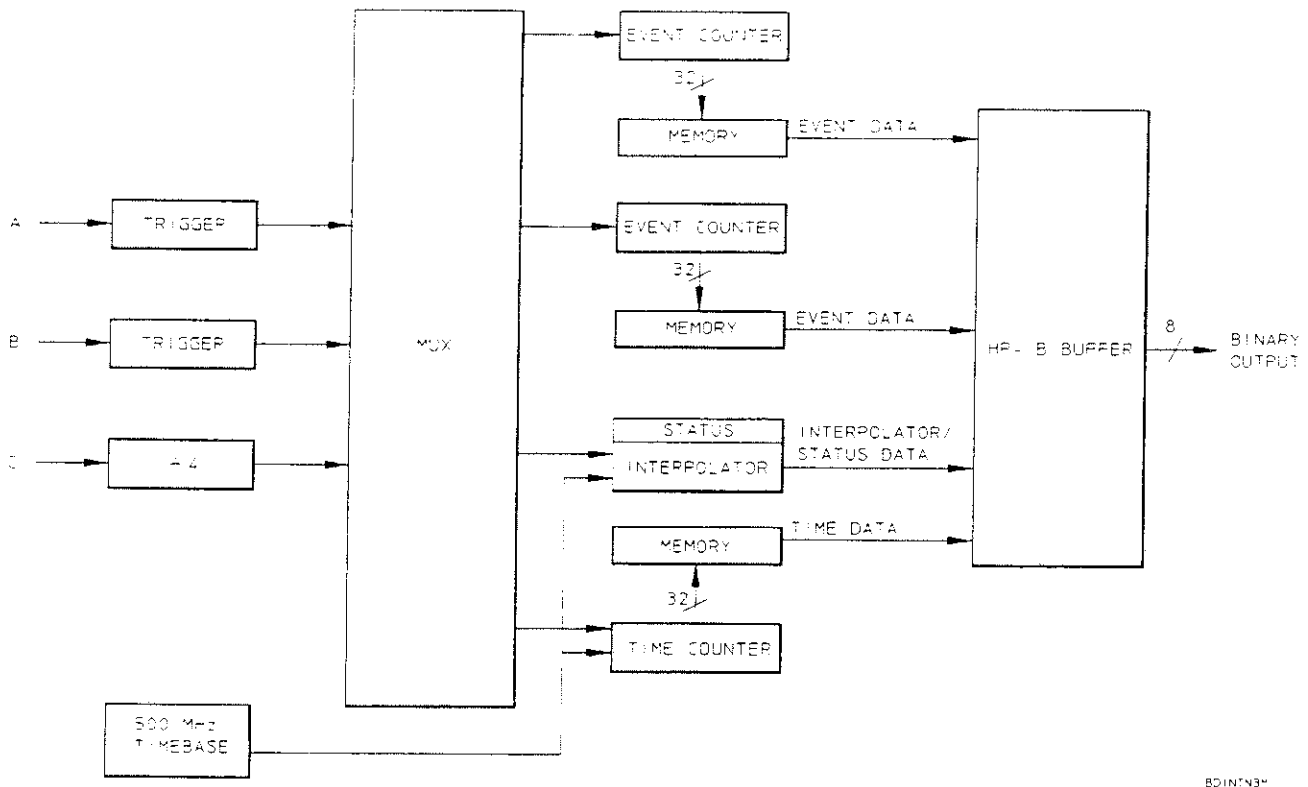 EVENT COUNTER
32
MEMORY
EVENT DATA
A
TRIGGER
EVENT COUNTER
32
MEMORY
EVENT DATA
B
TRIGGER
MUX
HP-IB BUFFER
8
BINARY
OUTPUT
C
STATUS
INTERPOLATOR
INTERPOLATOR/
STATUS DATA
MEMORY
TIME DATA
32
TIME COUNTER
500 MHz
TIMEBASE